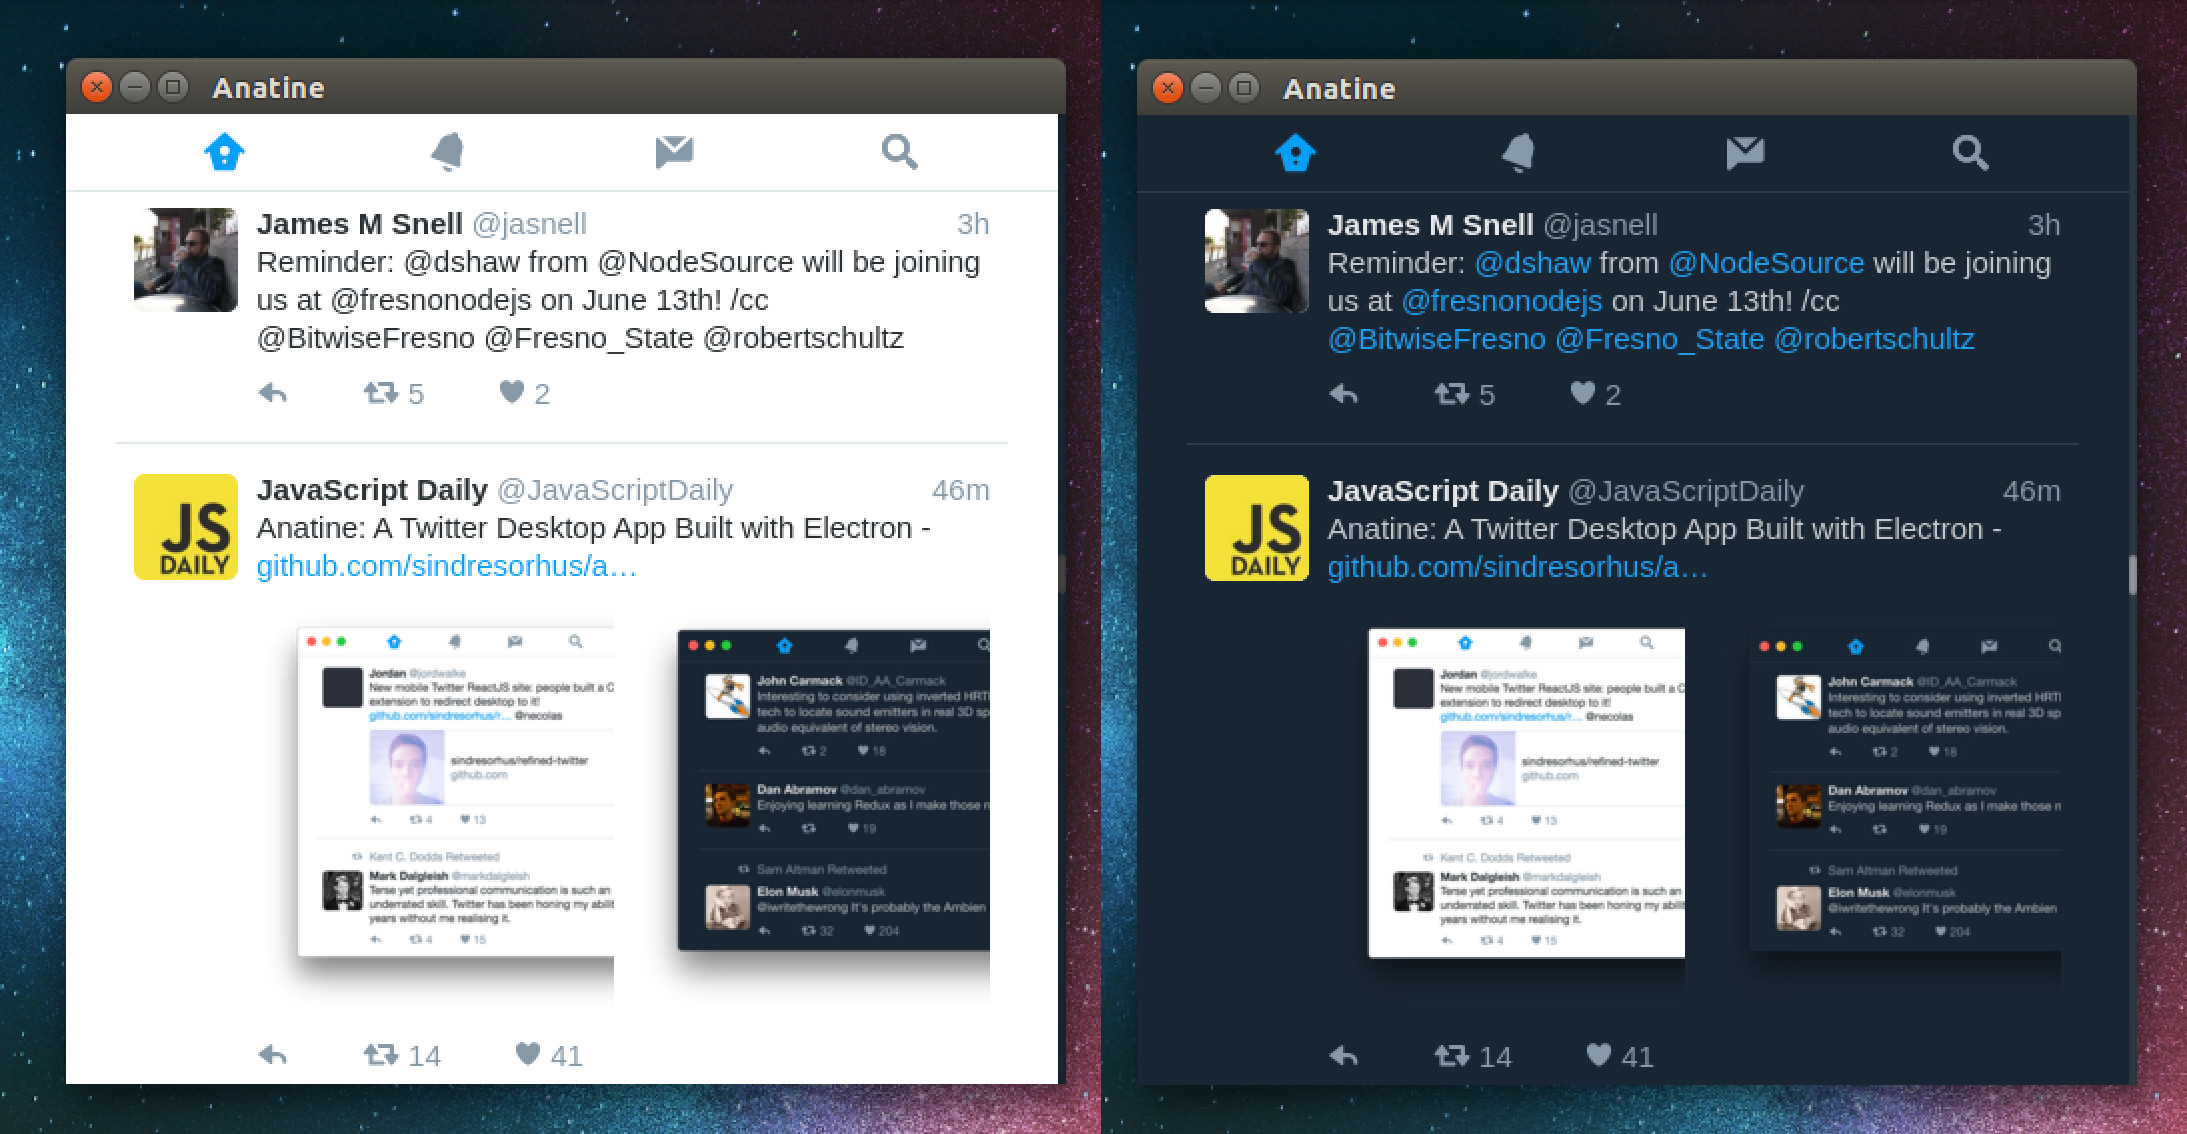 Anatine
James M Snell @jasnell 3h
Reminder: @dshaw from @NodeSource will be joining
us at @fresnonodejs on June 13th! /cc
@BitwiseFresno @Fresno_State @robertschultz
5 2
JS
DAILY
JavaScript Daily @JavaScriptDaily 46m
Anatine: A Twitter Desktop App Built with Electron -
github.com/sindresorhus/a…
Jordan @jordwalke
New mobile Twitter ReactJS site: people built a C
extension to redirect desktop to it!
github.com/sindresorhus/r… @necolas
sindresorhus/refined-twitter
github.com
4 13
Kent C. Dodds Retweeted
Mark Dalgleish @markdalgleish
Terse yet professional communication is such an
underrated skill. Twitter has been honing my abilit
years without me realising it.
4 15
John Carmack @ID_AA_Carmack
Interesting to consider using inverted HRTI
tech to locate sound emitters in real 3D sp
audio equivalent of stereo vision.
2 18
Dan Abramov @dan_abramov
Enjoying learning Redux as I make those n
19
Sam Altman Retweeted
Elon Musk @elonmusk
@iwritethewrong It's probably the Ambien
32 204
14 41
Anatine
James M Snell @jasnell 3h
Reminder: @dshaw from @NodeSource will be joining
us at @fresnonodejs on June 13th! /cc
@BitwiseFresno @Fresno_State @robertschultz
5 2
JS
DAILY
JavaScript Daily @JavaScriptDaily 46m
Anatine: A Twitter Desktop App Built with Electron -
github.com/sindresorhus/a…
Jordan @jordwalke
New mobile Twitter ReactJS site: people built a C
extension to redirect desktop to it!
github.com/sindresorhus/r… @necolas
sindresorhus/refined-twitter
github.com
4 13
Kent C. Dodds Retweeted
Mark Dalgleish @markdalgleish
Terse yet professional communication is such an
underrated skill. Twitter has been honing my abilit
years without me realising it.
4 15
John Carmack @ID_AA_Carmack
Interesting to consider using inverted HRTI
tech to locate sound emitters in real 3D sp
audio equivalent of stereo vision.
2 18
Dan Abramov @dan_abramov
Enjoying learning Redux as I make those n
19
Sam Altman Retweeted
Elon Musk @elonmusk
@iwritethewrong It's probably the Ambien
32 204
14 41